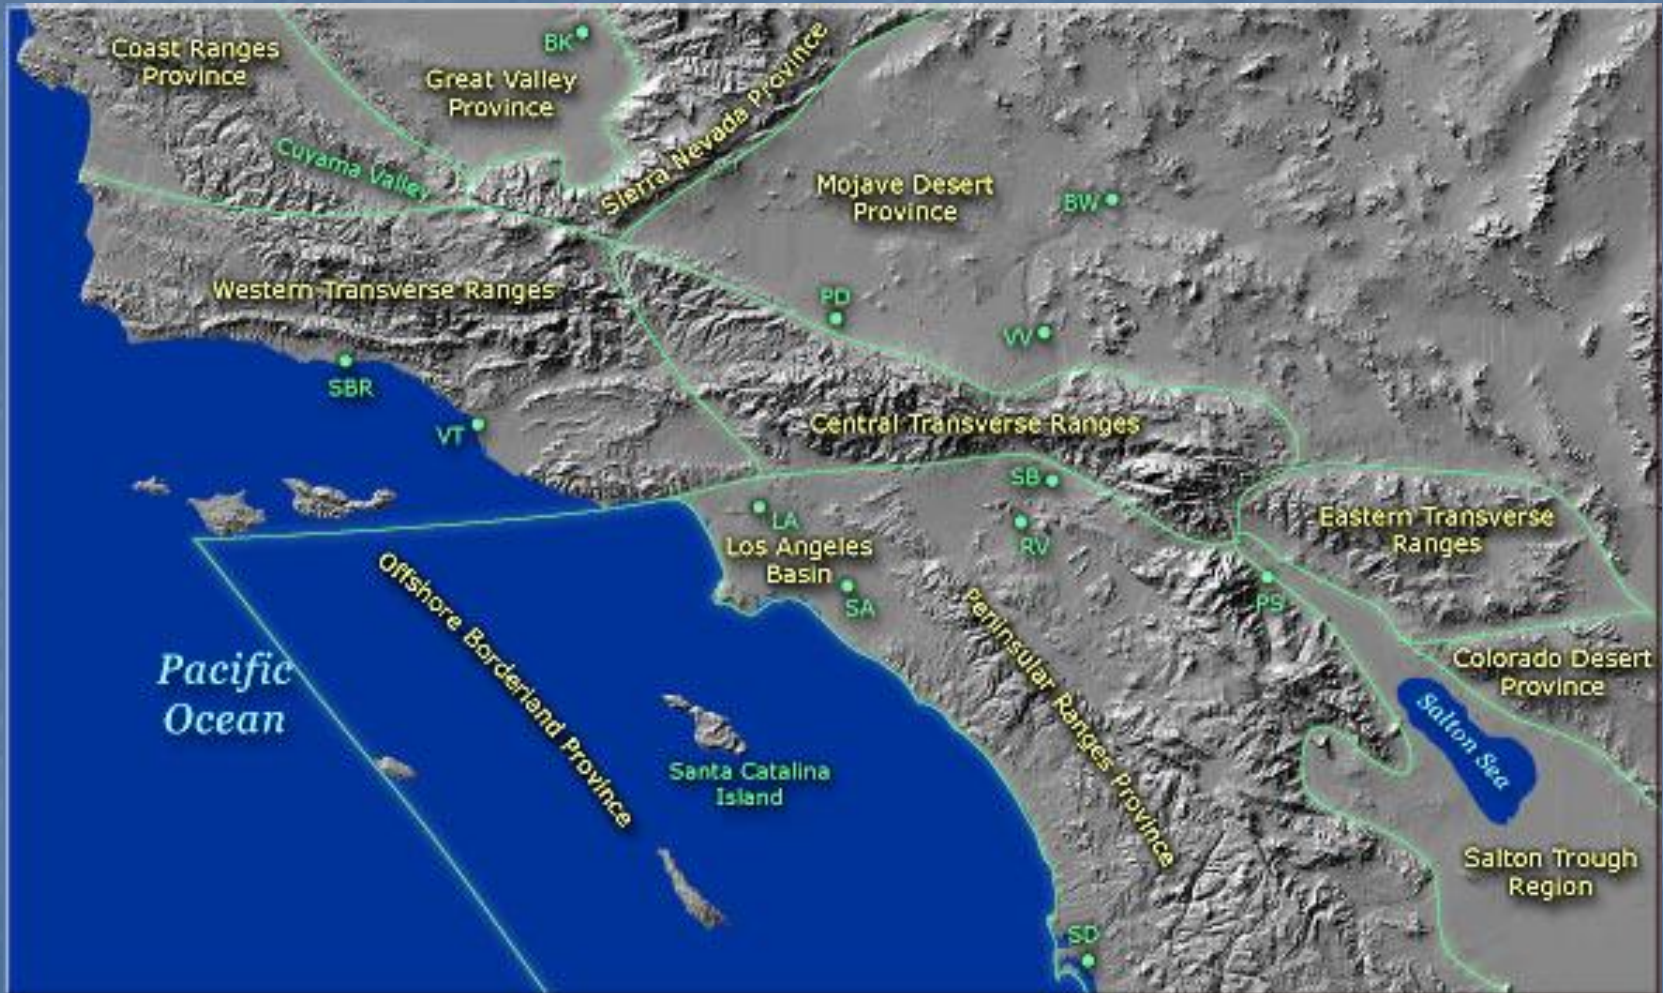 Coast Ranges
Province
BK
Great Valley
Province
Sierra Nevada Province
Cuyama Valley
Mojave Desert
Province
BW
Western Transverse Ranges
PD
VV
SBR
VT
Central Transverse Ranges
SB
LA
RV
Los Angeles
Basin
SA
Eastern Transverse
Ranges
PS
Offshore Borderland Province
Peninsular Ranges Province
Pacific
Ocean
Colorado Desert
Province
Salton Sea
Santa Catalina
Island
Salton Trough
Region
SD